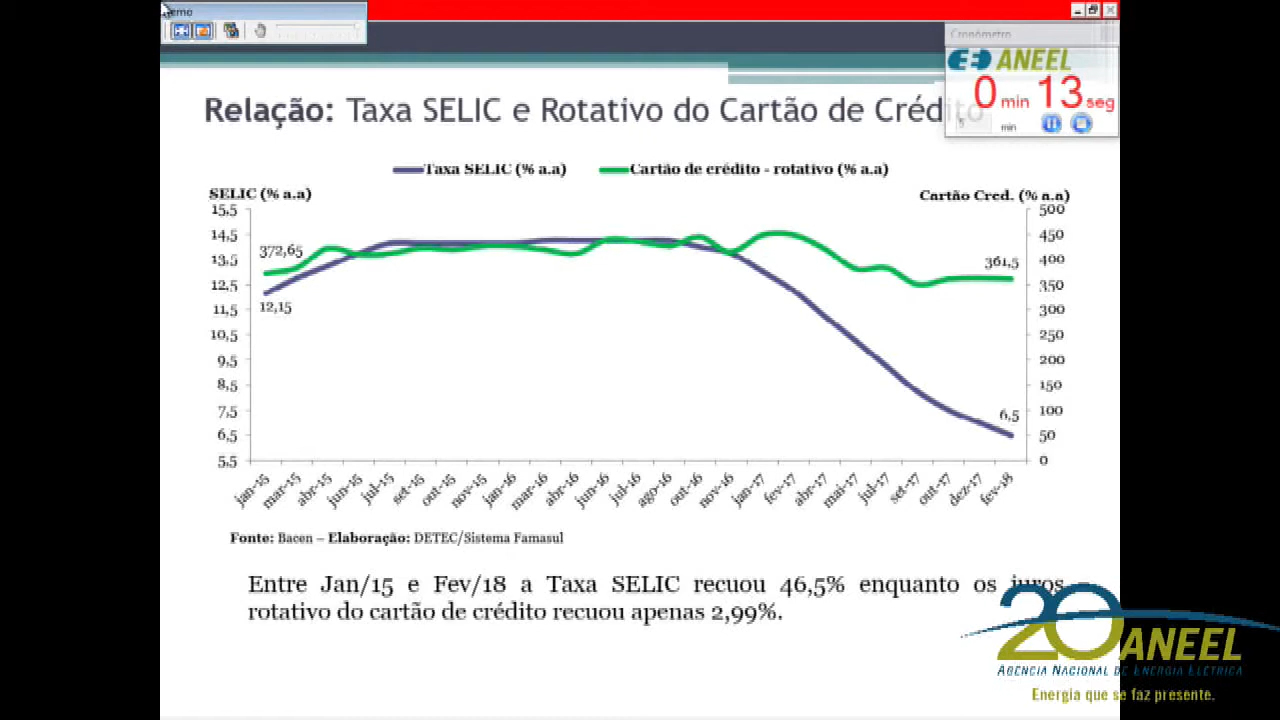 emo
Cronómetro
ANEEL
0 min 13 seg
5 min
Relação: Taxa SELIC e Rotativo do Cartão de Crédito
Taxa SELIC (% a.a) Cartão de crédito - rotativo (% a.a)
SELIC (% a.a) Cartão Cred. (% a.a)
15,5 500
14,5 450
372,65
13,5 400
361,5
12,5 350
12,15
11,5 300
10,5 250
9,5 200
8,5 150
7,5 100
6,5
6,5 50
5,5 0
jan-15 mar-15 abr-15 jun-15 jul-15 set-15 out-15 nov-15 jan-16 mar-16 abr-16 jun-16 jul-16 ago-16 out-16 nov-16 jan-17 fev-17 abr-17 mai-17 jul-17 set-17 out-17 dez-17 fev-18
Fonte: Bacen – Elaboração: DETEC/Sistema Famasul
Entre Jan/15 e Fev/18 a Taxa SELIC recuou 46,5% enquanto os juros –
rotativo do cartão de crédito recuou apenas 2,99%.
20 ANEEL
AGÊNCIA NACIONAL DE ENERGIA ELÉTRICA
Energia que se faz presente.